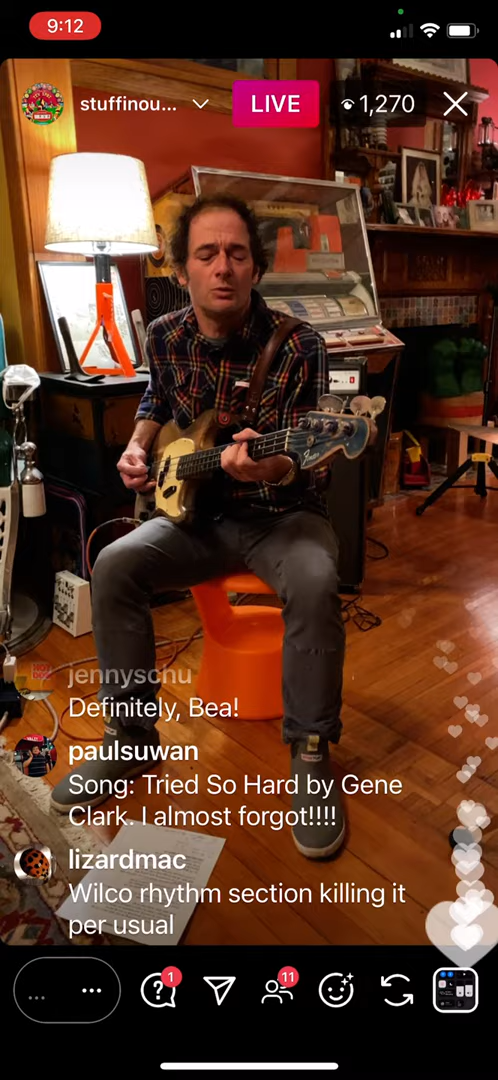 9:12
stuffinou...
LIVE
1,270
Fender
jennyschu
Definitely, Bea!
paulsuwan
Song: Tried So Hard by Gene
Clark. I almost forgot!!!!
lizardmac
Wilco rhythm section killing it
per usual
1
11